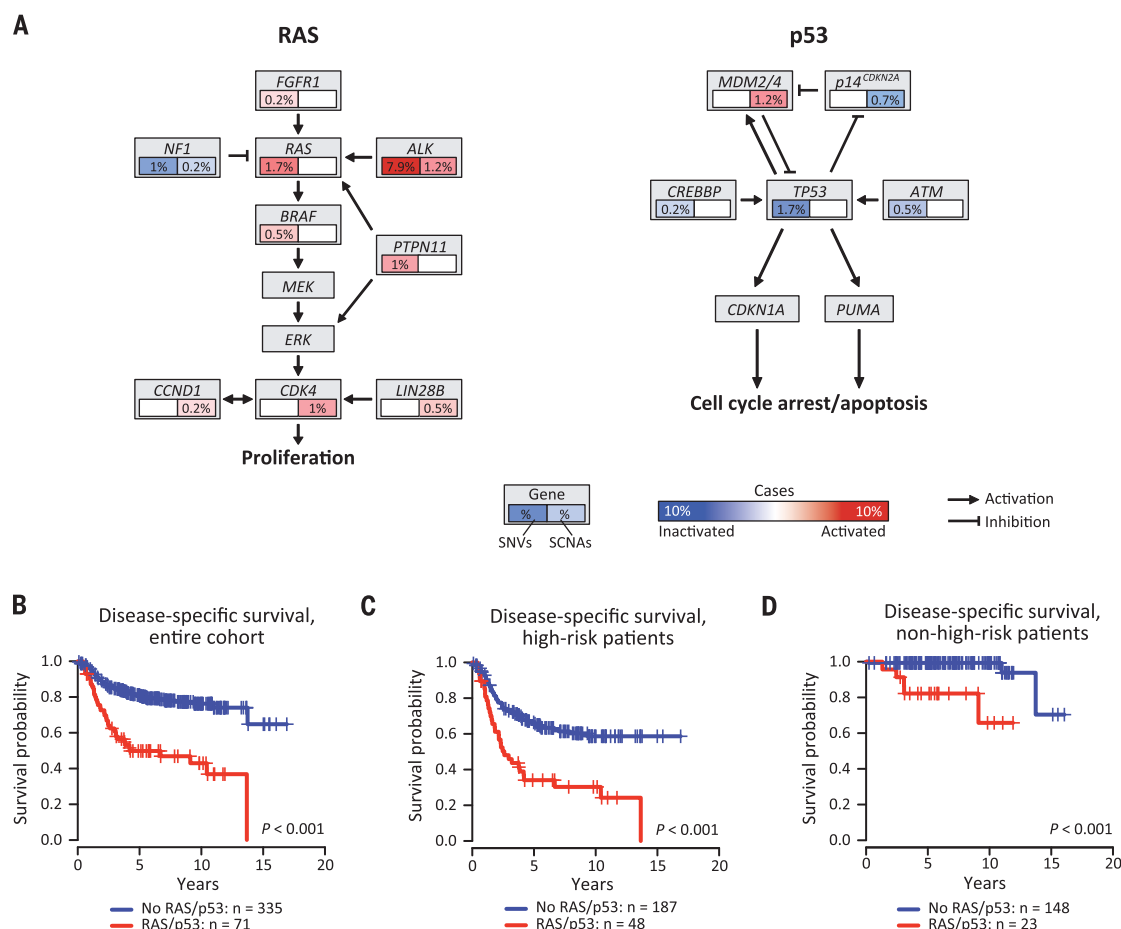 A
RAS
p53
FGFR1
0.2%
NF1
1% 0.2%
RAS
1.7%
ALK
7.9% 1.2%
BRAF
0.5%
PTPN11
1%
MEK
ERK
CCND1
0.2%
CDK4
1%
LIN28B
0.5%
Proliferation
MDM2/4
1.2%
p14CDKN2A
0.7%
CREBBP
0.2%
TP53
1.7%
ATM
0.5%
CDKN1A
PUMA
Cell cycle arrest/apoptosis
Gene
% %
SNVs SCNAs
Cases
10% 10%
Inactivated Activated
Activation
Inhibition
B
Disease-specific survival,
entire cohort
Survival probability
1.0
0.8
0.6
0.4
0.2
0.0
P < 0.001
0 5 10 15 20
Years
No RAS/p53: n = 335
RAS/p53: n = 71
C
Disease-specific survival,
high-risk patients
Survival probability
1.0
0.8
0.6
0.4
0.2
0.0
P < 0.001
0 5 10 15 20
Years
No RAS/p53: n = 187
RAS/p53: n = 48
D
Disease-specific survival,
non-high-risk patients
Survival probability
1.0
0.8
0.6
0.4
0.2
0.0
P < 0.001
0 5 10 15 20
Years
No RAS/p53: n = 148
RAS/p53: n = 23